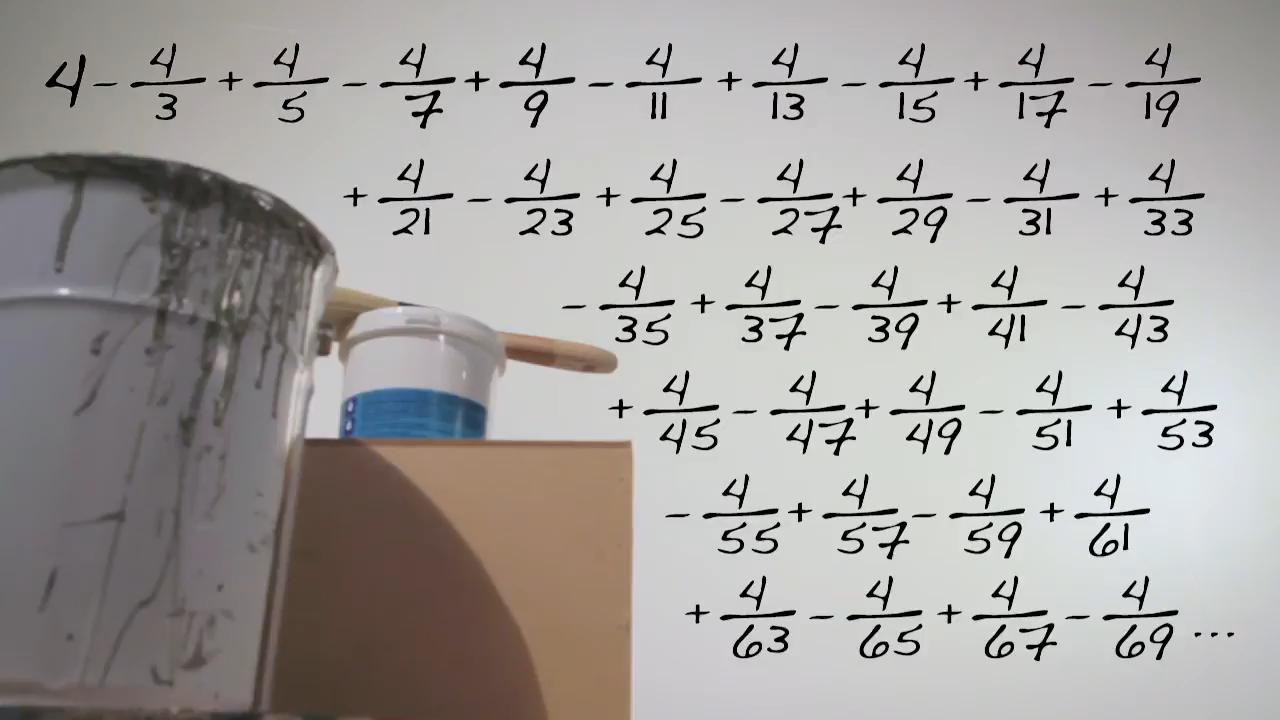 4 - 4/3 + 4/5 - 4/7 + 4/9 - 4/11 + 4/13 - 4/15 + 4/17 - 4/19
+ 4/21 - 4/23 + 4/25 - 4/27 + 4/29 - 4/31 + 4/33
- 4/35 + 4/37 - 4/39 + 4/41 - 4/43
+ 4/45 - 4/47 + 4/49 - 4/51 + 4/53
- 4/55 + 4/57 - 4/59 + 4/61
+ 4/63 - 4/65 + 4/67 - 4/69 ...